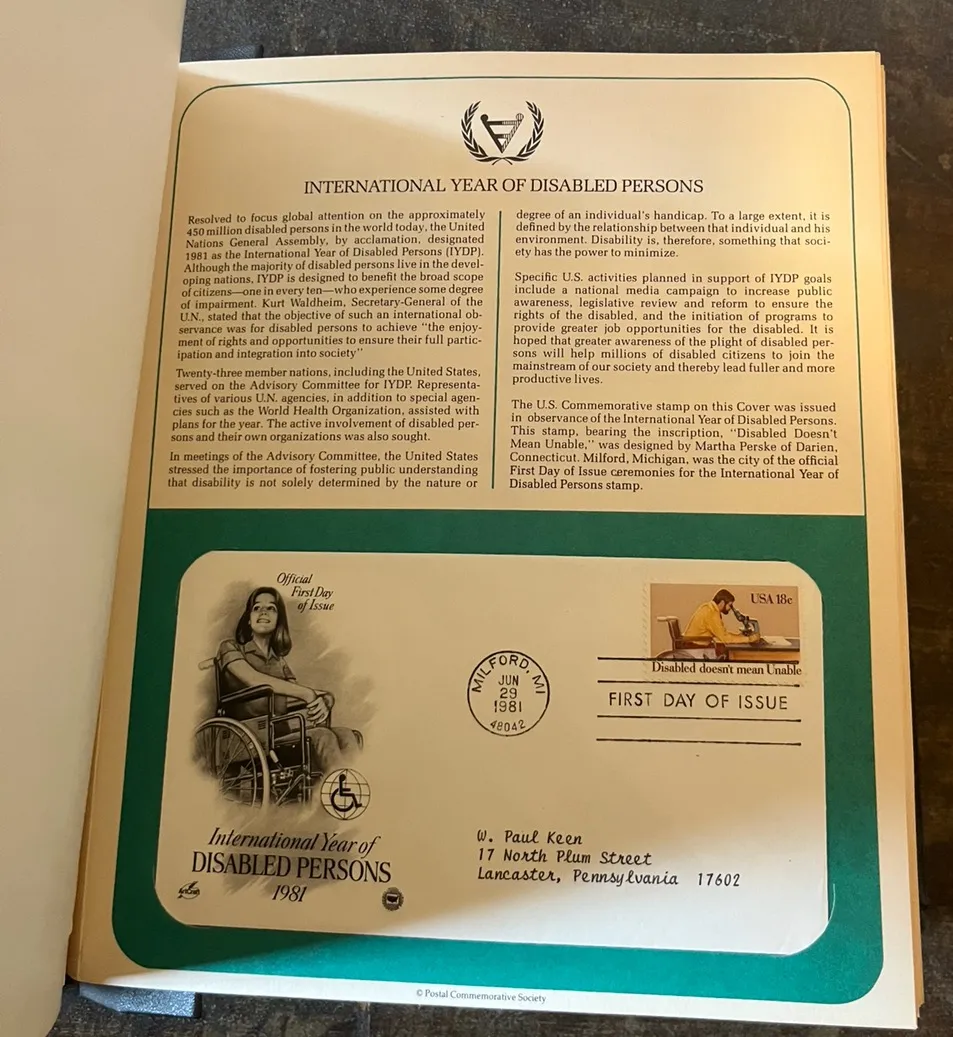 INTERNATIONAL YEAR OF DISABLED PERSONS
Resolved to focus global attention on the approximately
450 million disabled persons in the world today, the United
Nations General Assembly, by acclamation, designated
1981 as the International Year of Disabled Persons (IYDP).
Although the majority of disabled persons live in the devel-
oping nations, IYDP is designed to benefit the broad scope
of citizens—one in every ten—who experience some degree
of impairment. Kurt Waldheim, Secretary-General of the
U.N., stated that the objective of such an international ob-
servance was for disabled persons to achieve "the enjoy-
ment of rights and opportunities to ensure their full partic-
ipation and integration into society"
Twenty-three member nations, including the United States,
served on the Advisory Committee for IYDP. Representa-
tives of various U.N. agencies, in addition to special agen-
cies such as the World Health Organization, assisted with
plans for the year. The active involvement of disabled per-
sons and their own organizations was also sought.
In meetings of the Advisory Committee, the United States
stressed the importance of fostering public understanding
that disability is not solely determined by the nature or
degree of an individual's handicap. To a large extent, it is
defined by the relationship between that individual and his
environment. Disability is, therefore, something that soci-
ety has the power to minimize.
Specific U.S. activities planned in support of IYDP goals
include a national media campaign to increase public
awareness, legislative review and reform to ensure the
rights of the disabled, and the initiation of programs to
provide greater job opportunities for the disabled. It is
hoped that greater awareness of the plight of disabled per-
sons will help millions of disabled citizens to join the
mainstream of our society and thereby lead fuller and more
productive lives.
The U.S. Commemorative stamp on this Cover was issued
in observance of the International Year of Disabled Persons.
This stamp, bearing the inscription, "Disabled Doesn't
Mean Unable," was designed by Martha Perske of Darien,
Connecticut. Milford, Michigan, was the city of the official
First Day of Issue ceremonies for the International Year of
Disabled Persons stamp.
Official
First Day
of Issue
USA 18c
Disabled doesn't mean Unable
MILFORD, MI
JUN
29
1981
48042
FIRST DAY OF ISSUE
International Year of
DISABLED PERSONS
1981
ArtCraft
W. Paul Keen
17 North Plum Street
Lancaster, Pennsylvania 17602
© Postal Commemorative Society